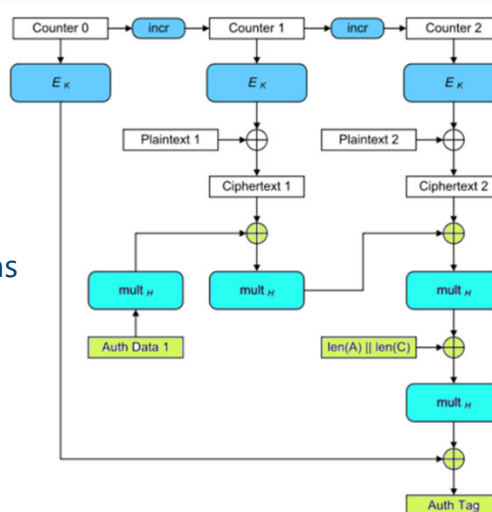 Counter 0 incr Counter 1 incr Counter 2
E K E K E K
Plaintext 1 Plaintext 2
Ciphertext 1 Ciphertext 2
ns
mult H mult H mult H
Auth Data 1 len(A) || len(C)
mult H
Auth Tag